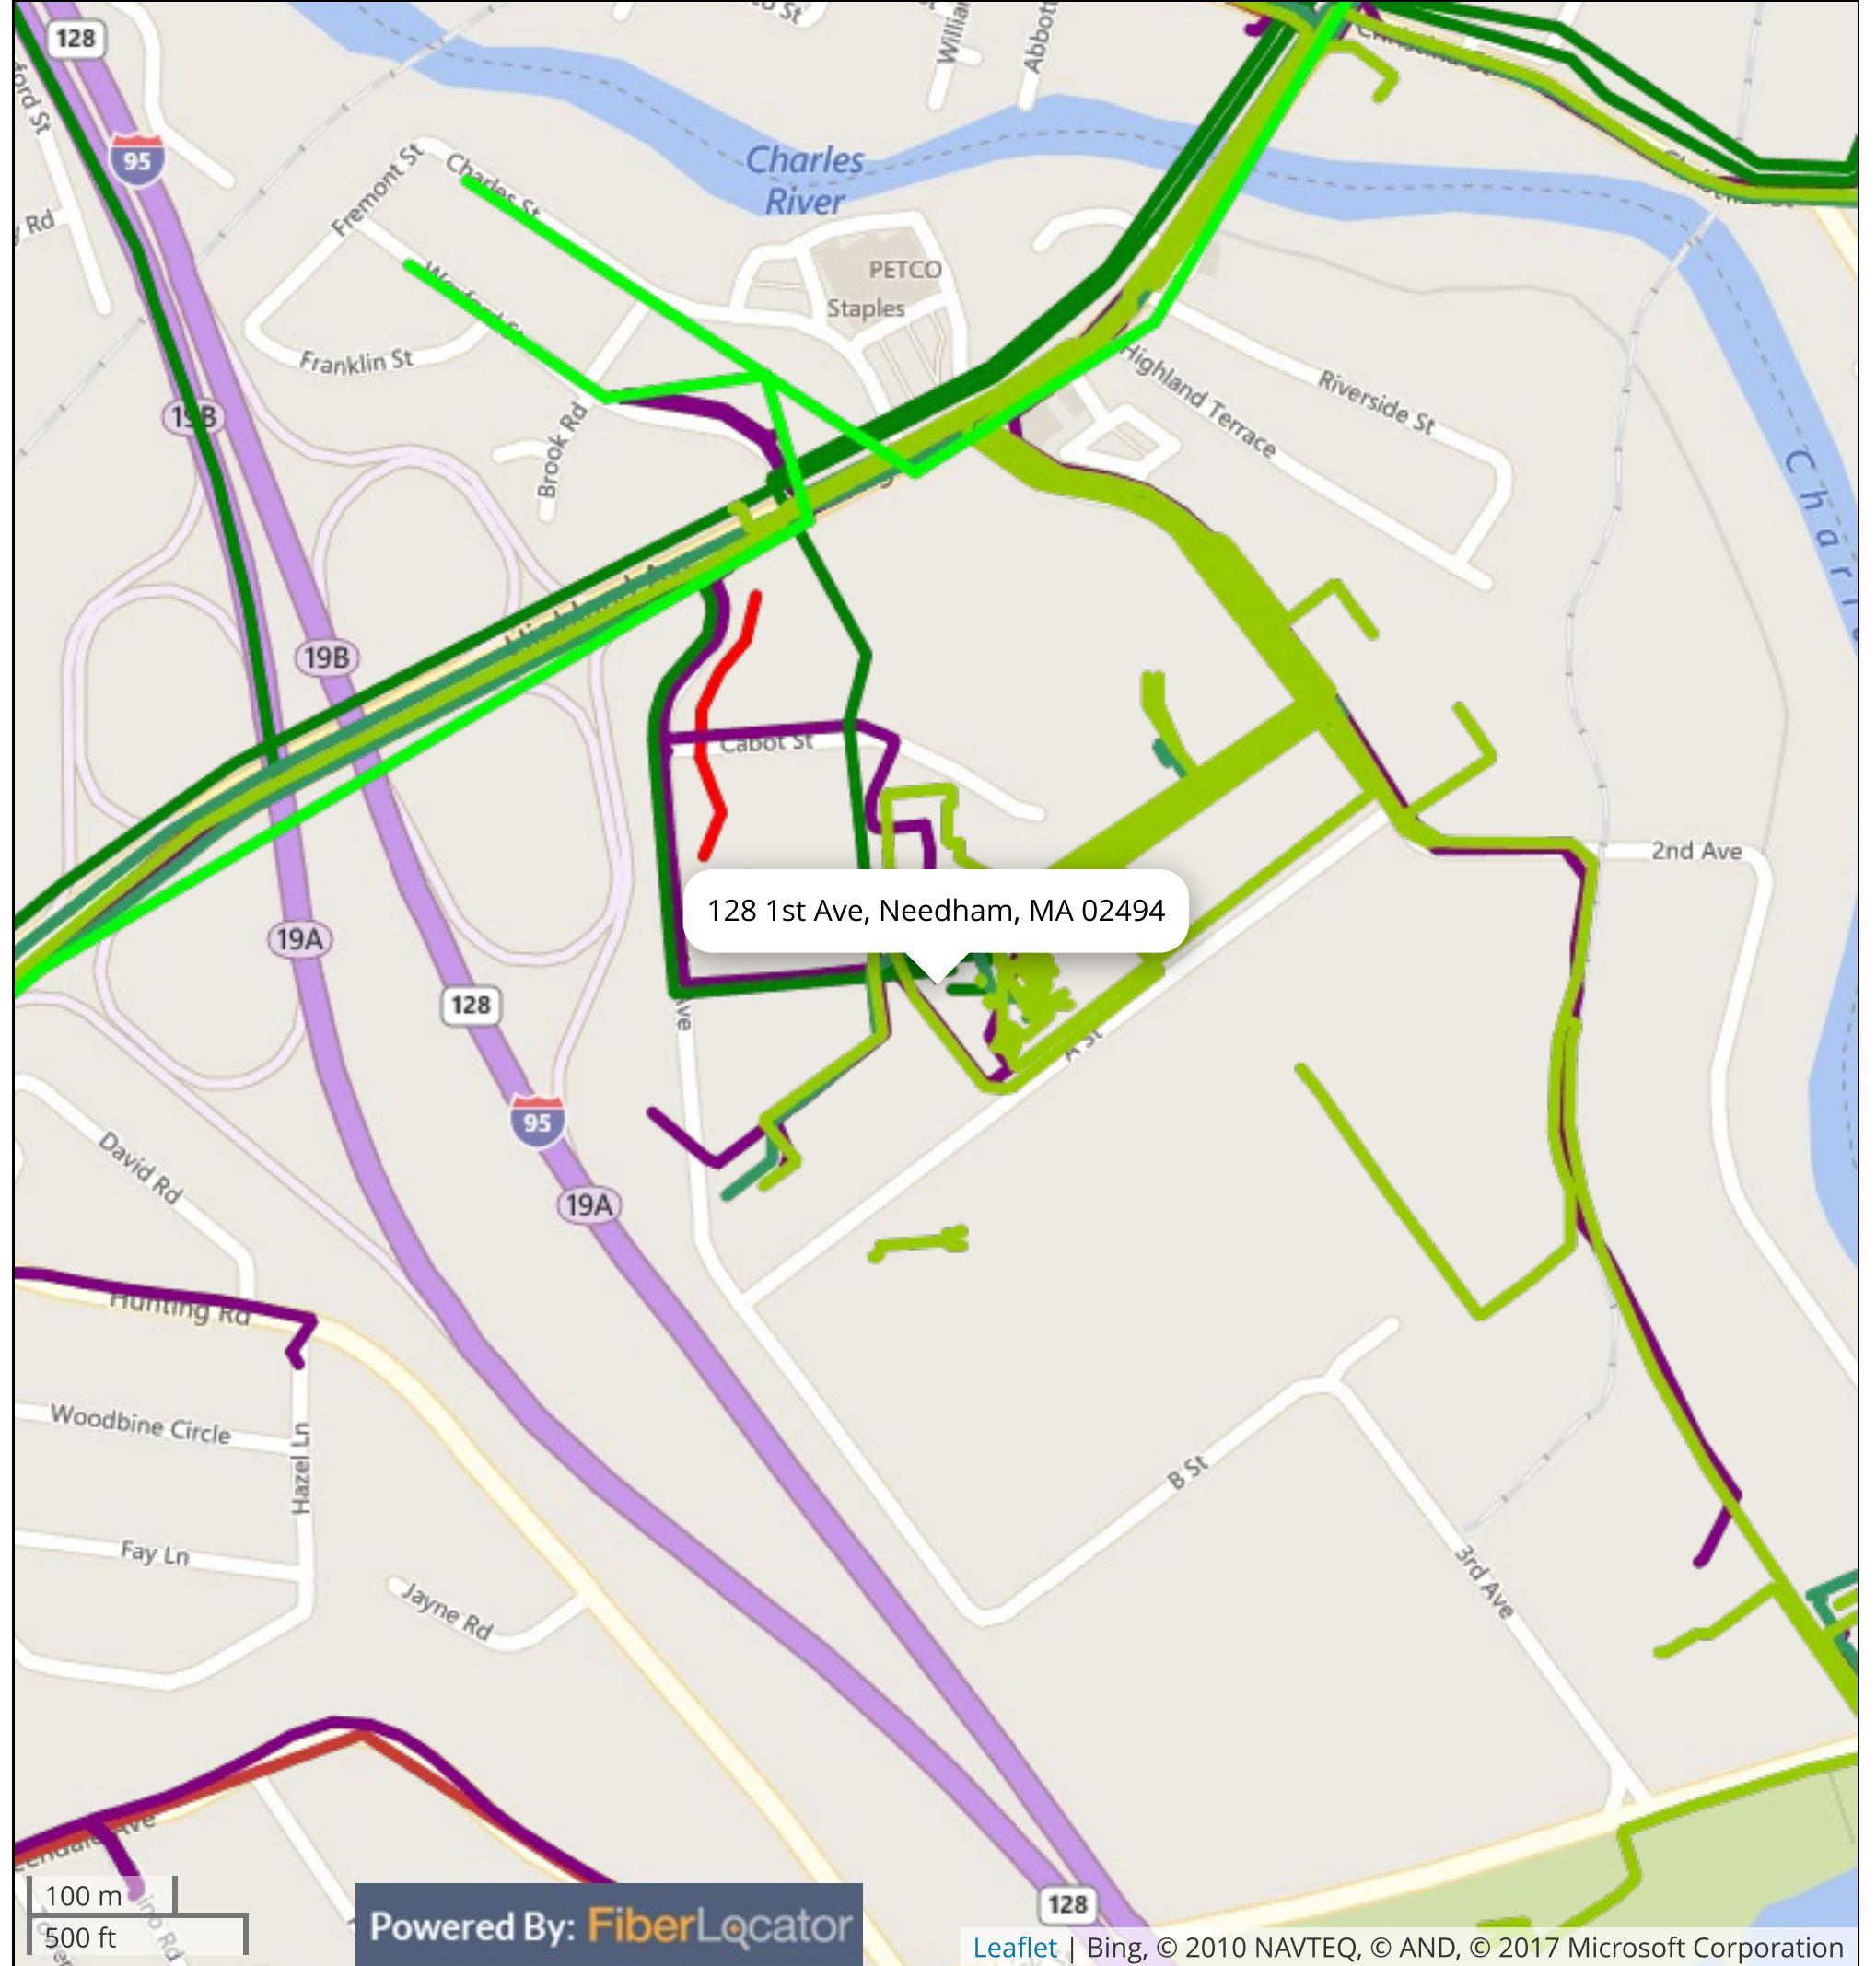 128
Abbott
95
Charles
River
Fremont St
Charles St
PETCO
Staples
Franklin St
Riverside St
Highland Terrace
Brook Rd
19B
19B
Cabot St
2nd Ave
128 1st Ave, Needham, MA 02494
19A
128
A St
95
19A
David Rd
Hunting Rd
Woodbine Circle
Hazel Ln
B St
Fay Ln
Jayne Rd
3rd Ave
100 m
500 ft
128
Powered By: FiberLocator
Leaflet | Bing, © 2010 NAVTEQ, © AND, © 2017 Microsoft Corporation